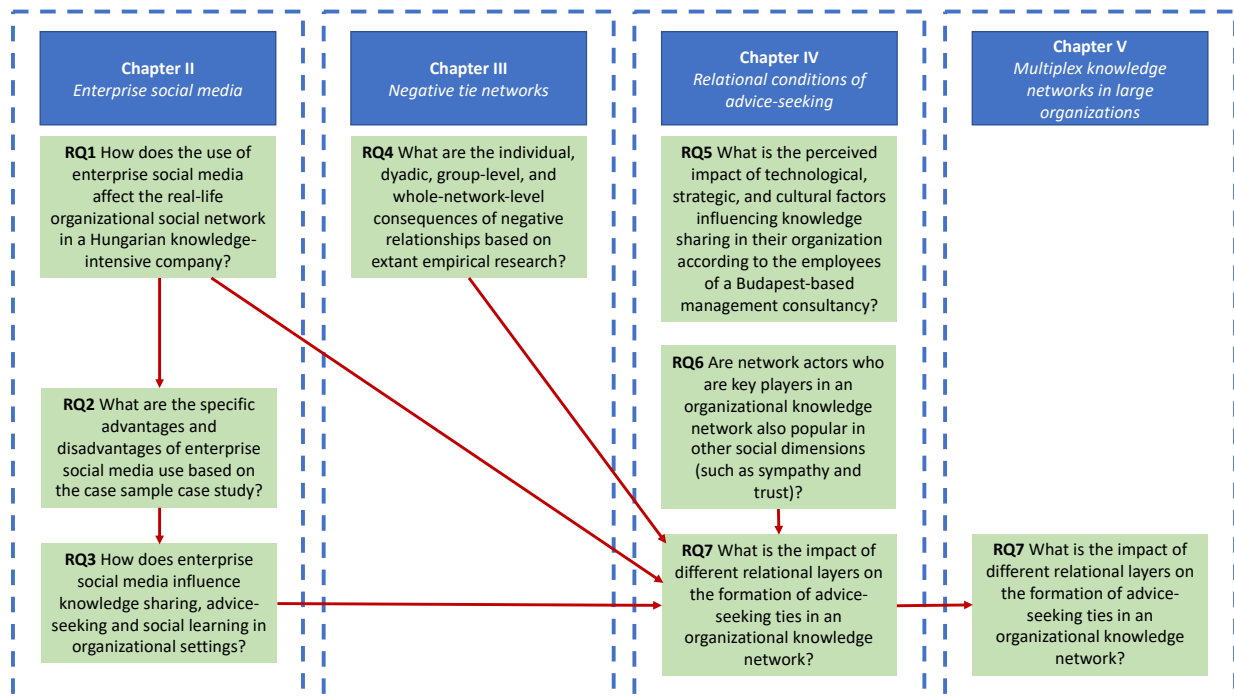 Chapter II
Enterprise social media
RQ1 How does the use of
enterprise social media
affect the real-life
organizational social network
in a Hungarian knowledge-
intensive company?
RQ2 What are the specific
advantages and
disadvantages of enterprise
social media use based on
the case sample case study?
RQ3 How does enterprise
social media influence
knowledge sharing, advice-
seeking and social learning in
organizational settings?
Chapter III
Negative tie networks
RQ4 What are the individual,
dyadic, group-level, and
whole-network-level
consequences of negative
relationships based on
extant empirical research?
Chapter IV
Relational conditions of
advice-seeking
RQ5 What is the perceived
impact of technological,
strategic, and cultural factors
influencing knowledge
sharing in their organization
according to the employees
of a Budapest-based
management consultancy?
RQ6 Are network actors who
are key players in an
organizational knowledge
network also popular in
other social dimensions
(such as sympathy and
trust)?
RQ7 What is the impact of
different relational layers on
the formation of advice-
seeking ties in an
organizational knowledge
network?
Chapter V
Multiplex knowledge
networks in large
organizations
RQ7 What is the impact of
different relational layers on
the formation of advice-
seeking ties in an
organizational knowledge
network?